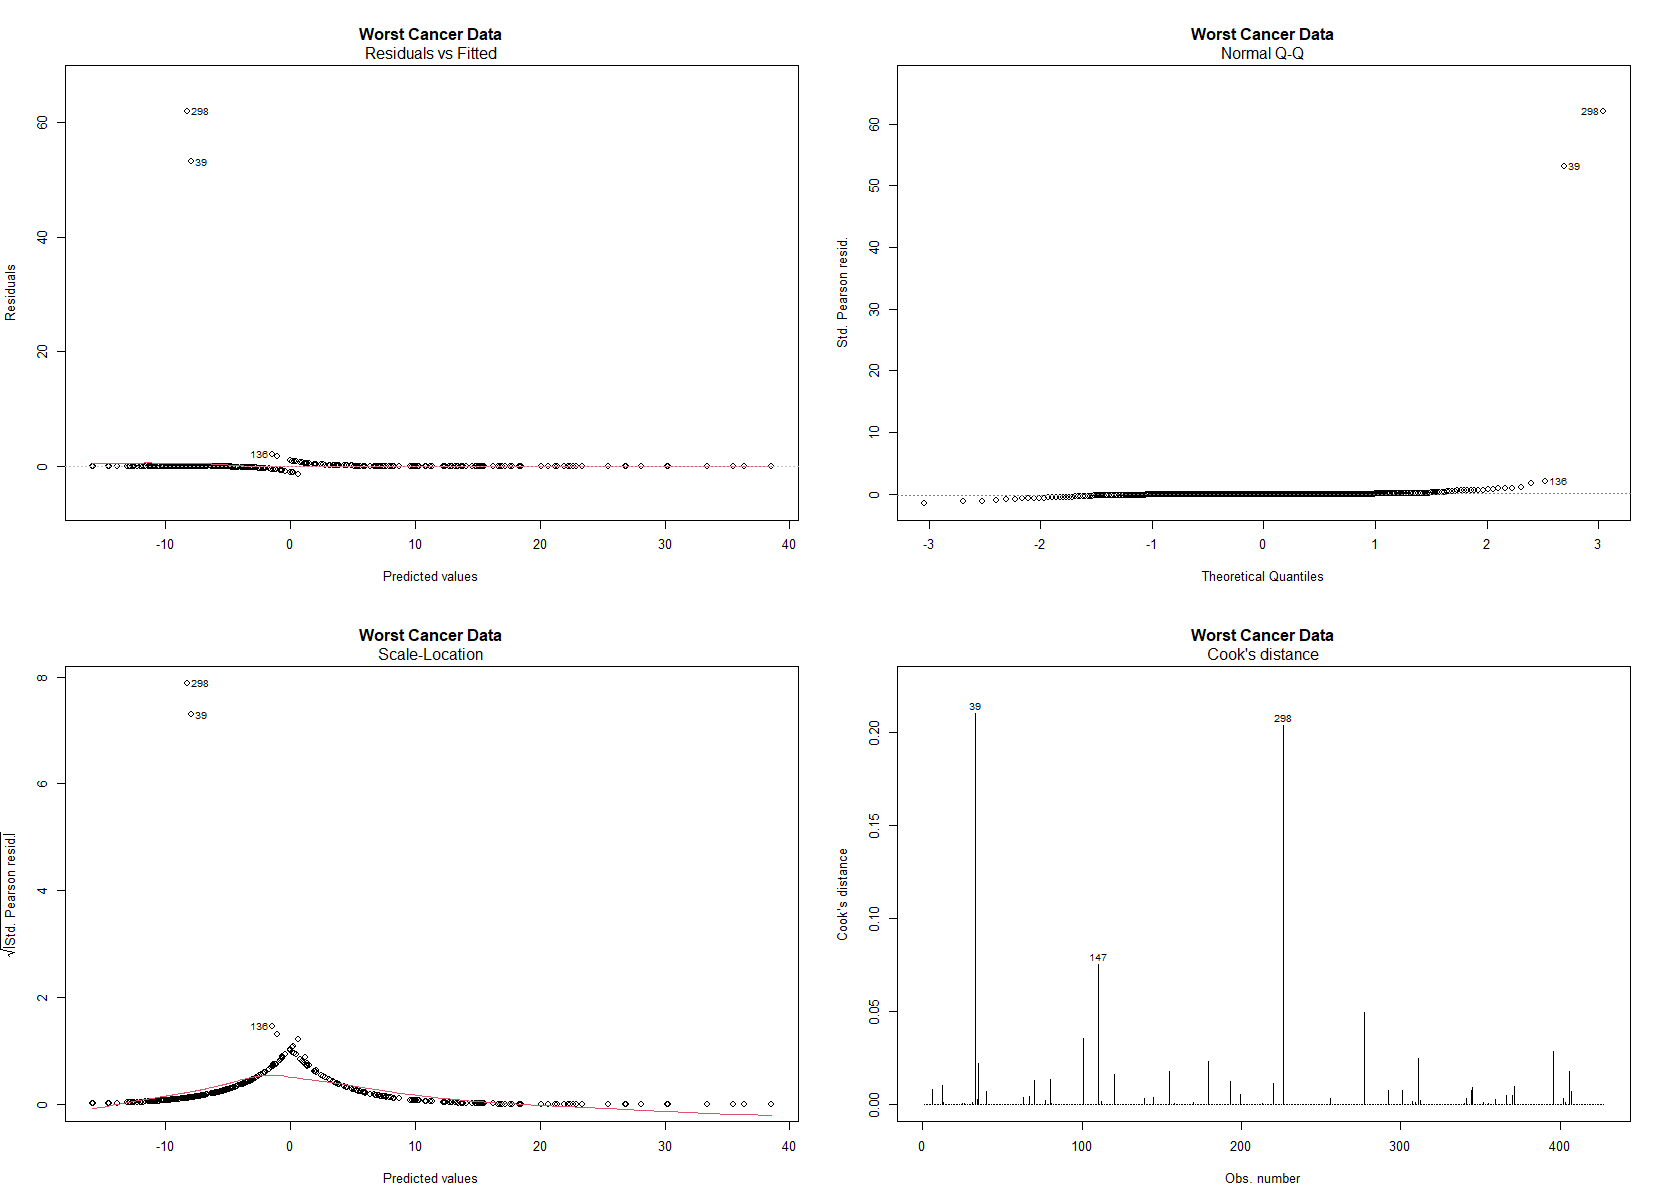 Worst Cancer Data
Residuals vs Fitted
Residuals
60
40
20
0
298
39
136
-10 0 10 20 30 40
Predicted values
Worst Cancer Data
Normal Q-Q
Std. Pearson resid.
60
50
40
30
20
10
0
298
39
136
-3 -2 -1 0 1 2 3
Theoretical Quantiles
Worst Cancer Data
Scale-Location
√|Std. Pearson resid.|
8
6
4
2
0
298
39
136
-10 0 10 20 30 40
Predicted values
Worst Cancer Data
Cook's distance
Cook's distance
0.20
0.15
0.10
0.05
0.00
39
298
147
0 100 200 300 400
Obs. number